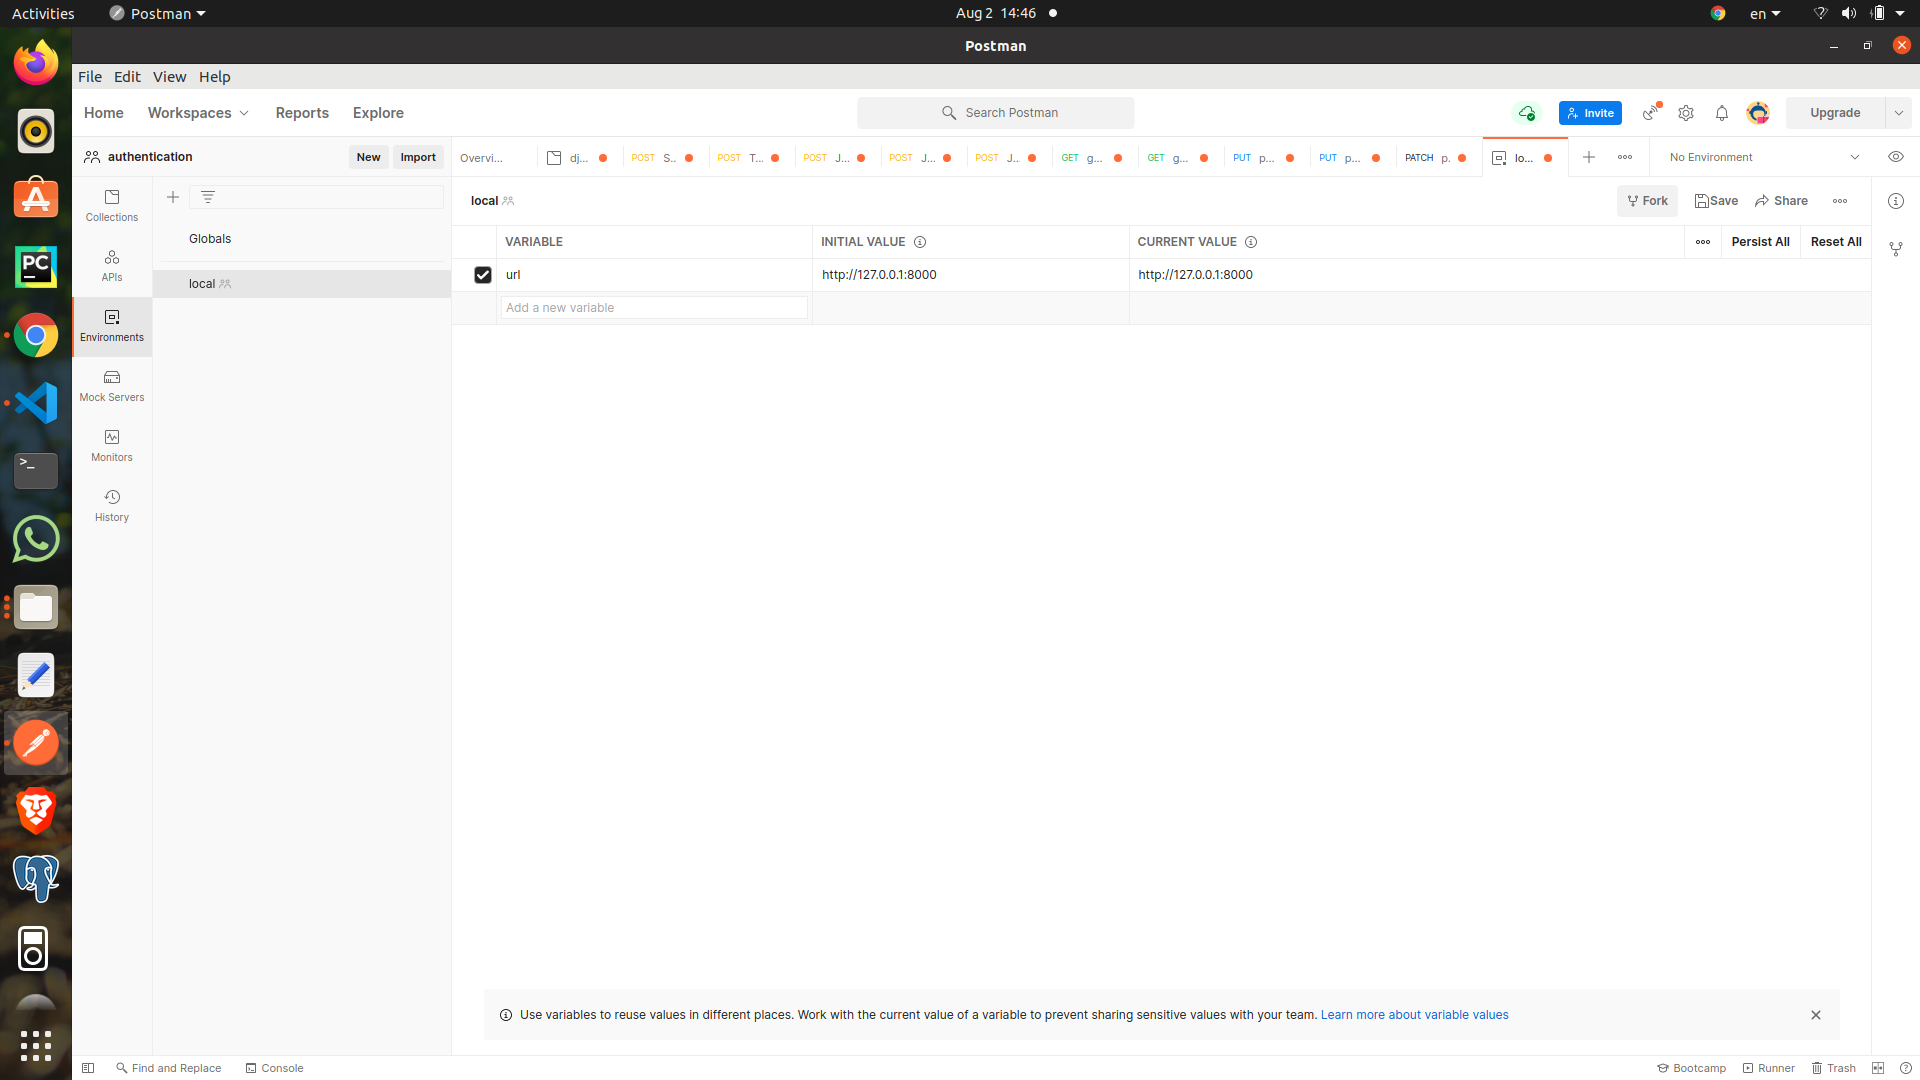 Activities Postman Aug 2 14:46 en
Postman
File Edit View Help
Home Workspaces Reports Explore Search Postman Invite Upgrade
authentication New Import Overvi... dj... POST S.. POST T... POST J... POST J... POST J... GET g... GET g... PUT p... PUT p... PATCH p. lo... No Environment
Collections
APIs
Environments
Mock Servers
Monitors
History
Globals
local
local Fork Save Share
VARIABLE INITIAL VALUE CURRENT VALUE Persist All Reset All
url http://127.0.0.1:8000 http://127.0.0.1:8000
Add a new variable
Use variables to reuse values in different places. Work with the current value of a variable to prevent sharing sensitive values with your team. Learn more about variable values
Find and Replace Console Bootcamp Runner Trash
PC
>_